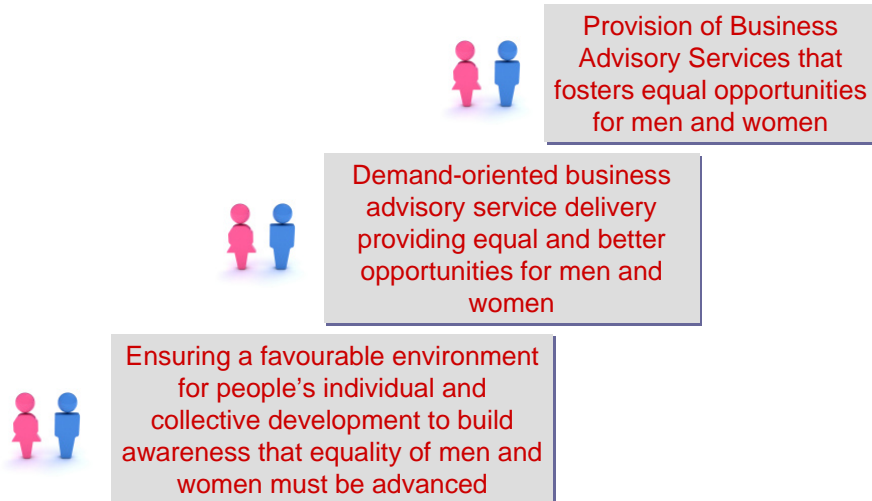 Provision of Business
Advisory Services that
fosters equal opportunities
for men and women
Demand-oriented business
advisory service delivery
providing equal and better
opportunities for men and
women
Ensuring a favourable environment
for people’s individual and
collective development to build
awareness that equality of men and
women must be advanced